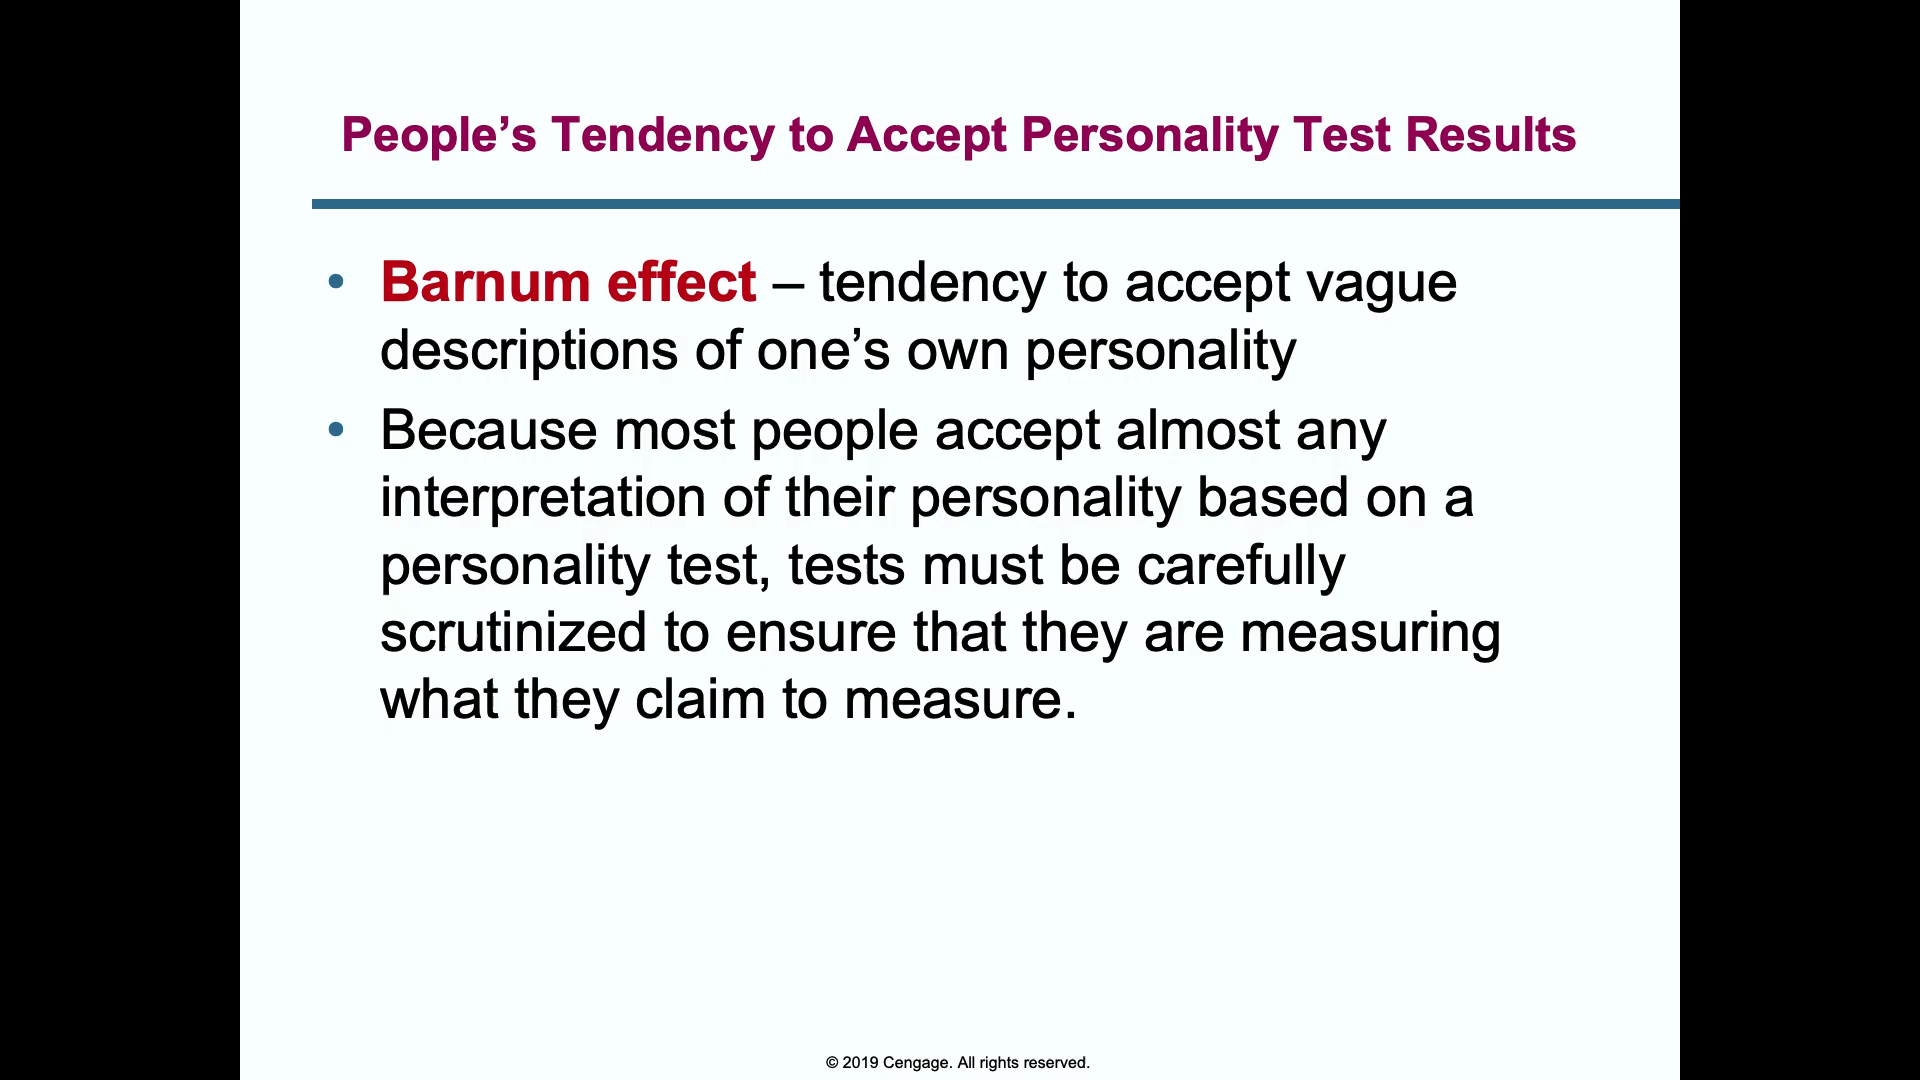 People’s Tendency to Accept Personality Test Results
• Barnum effect – tendency to accept vague
descriptions of one’s own personality
• Because most people accept almost any
interpretation of their personality based on a
personality test, tests must be carefully
scrutinized to ensure that they are measuring
what they claim to measure.
© 2019 Cengage. All rights reserved.